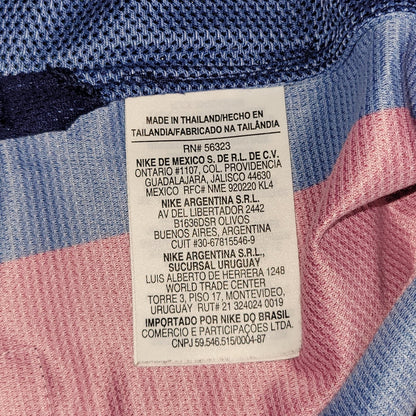 MADE IN THAILAND/HECHO EN
TAILANDIA/FABRICADO NA TAILÂNDIA
RN# 56323
NIKE DE MEXICO S. DE R.L. DE C.V.
ONTARIO #1107, COL. PROVIDENCIA
GUADALAJARA, JALISCO 44630
MEXICO RFC# NME 920220 KL4
NIKE ARGENTINA S.R.L.
AV DEL LIBERTADOR 2442
B1636DSR OLIVOS
BUENOS AIRES, ARGENTINA
CUIT #30-67815546-9
NIKE ARGENTINA S.R.L.,
SUCURSAL URUGUAY
LUIS ALBERTO DE HERRERA 1248
WORLD TRADE CENTER
TORRE 3, PISO 17, MONTEVIDEO,
URUGUAY RUT# 21 324024 0019
IMPORTADO POR NIKE DO BRASIL
COMERCIO E PARTICIPAÇÕES LTDA.
CNPJ 59.546.515/0004-87